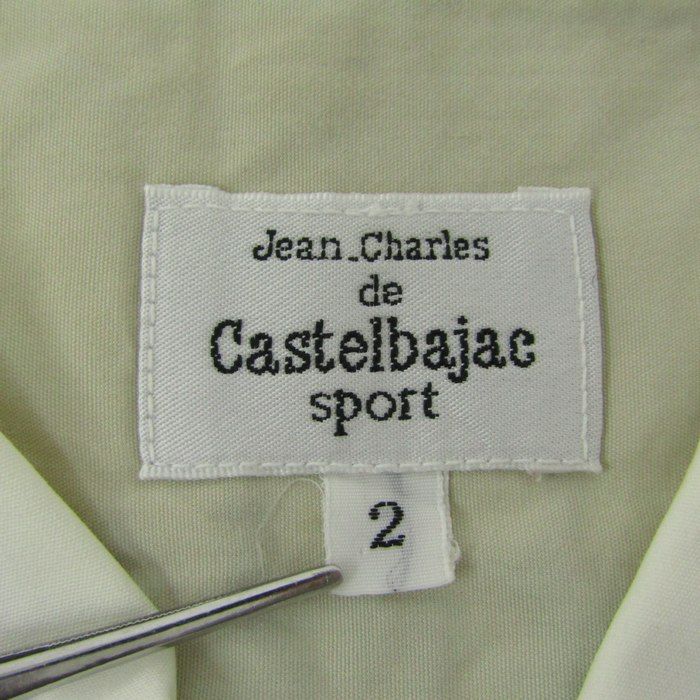 Jean-Charles
de
Castelbajac
sport
2